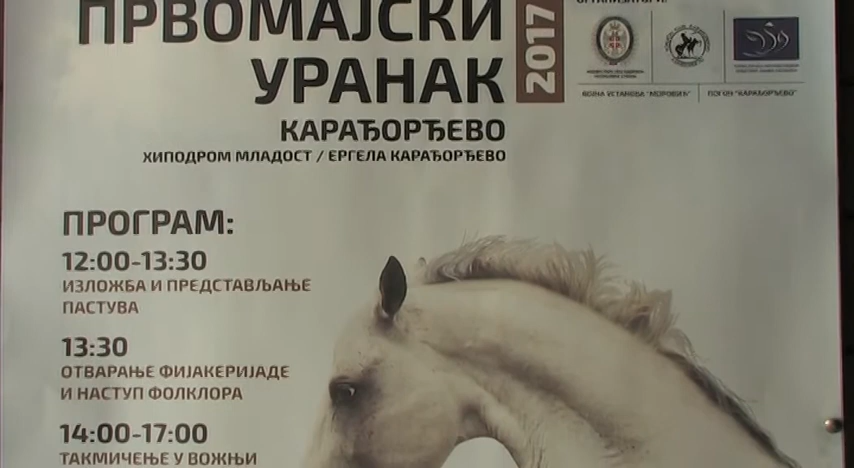 ПРВОМАЈСКИ
УРАНАК
2017
КАРАЂОРЂЕВО
ХИПОДРОМ МЛАДОСТ / ЕРГЕЛА КАРАЂОРЂЕВО
ОРГАНИЗАТОРИ:
ВОЈНА УСТАНОВА "МОРОВИЋ"
ПОГОН "КАРАЂОРЂЕВО"
ПРОГРАМ:
12:00-13:30
ИЗЛОЖБА И ПРЕДСТАВЉАЊЕ
ПАСТУВА
13:30
ОТВАРАЊЕ ФИЈАКЕРИЈАДЕ
И НАСТУП ФОЛКЛОРА
14:00-17:00
ТАКМИЧЕЊЕ У ВОЖЊИ